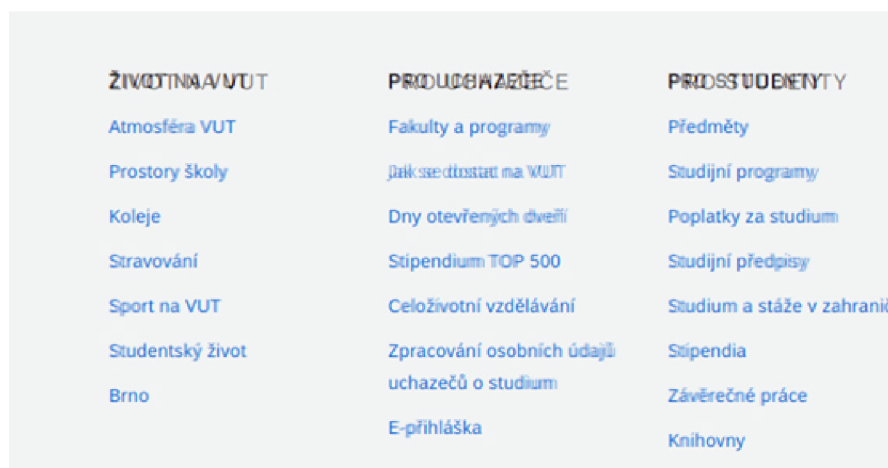 ŽIVOT NA VUT
Atmosféra VUT
Prostory školy
Koleje
Stravování
Sport na VUT
Studentský život
Brno
PRO UCHAZEČE
Fakulty a programy
Jak se dostat na VUT
Dny otevřených dveří
Stipendium TOP 500
Celoživotní vzdělávání
Zpracování osobních údajů
uchazečů o studium
E-přihláška
PRO STUDENTY
Předměty
Studijní programy
Poplatky za studium
Studijní předpisy
Studium a stáže v zahranič
Stipendia
Závěrečné práce
Knihovny